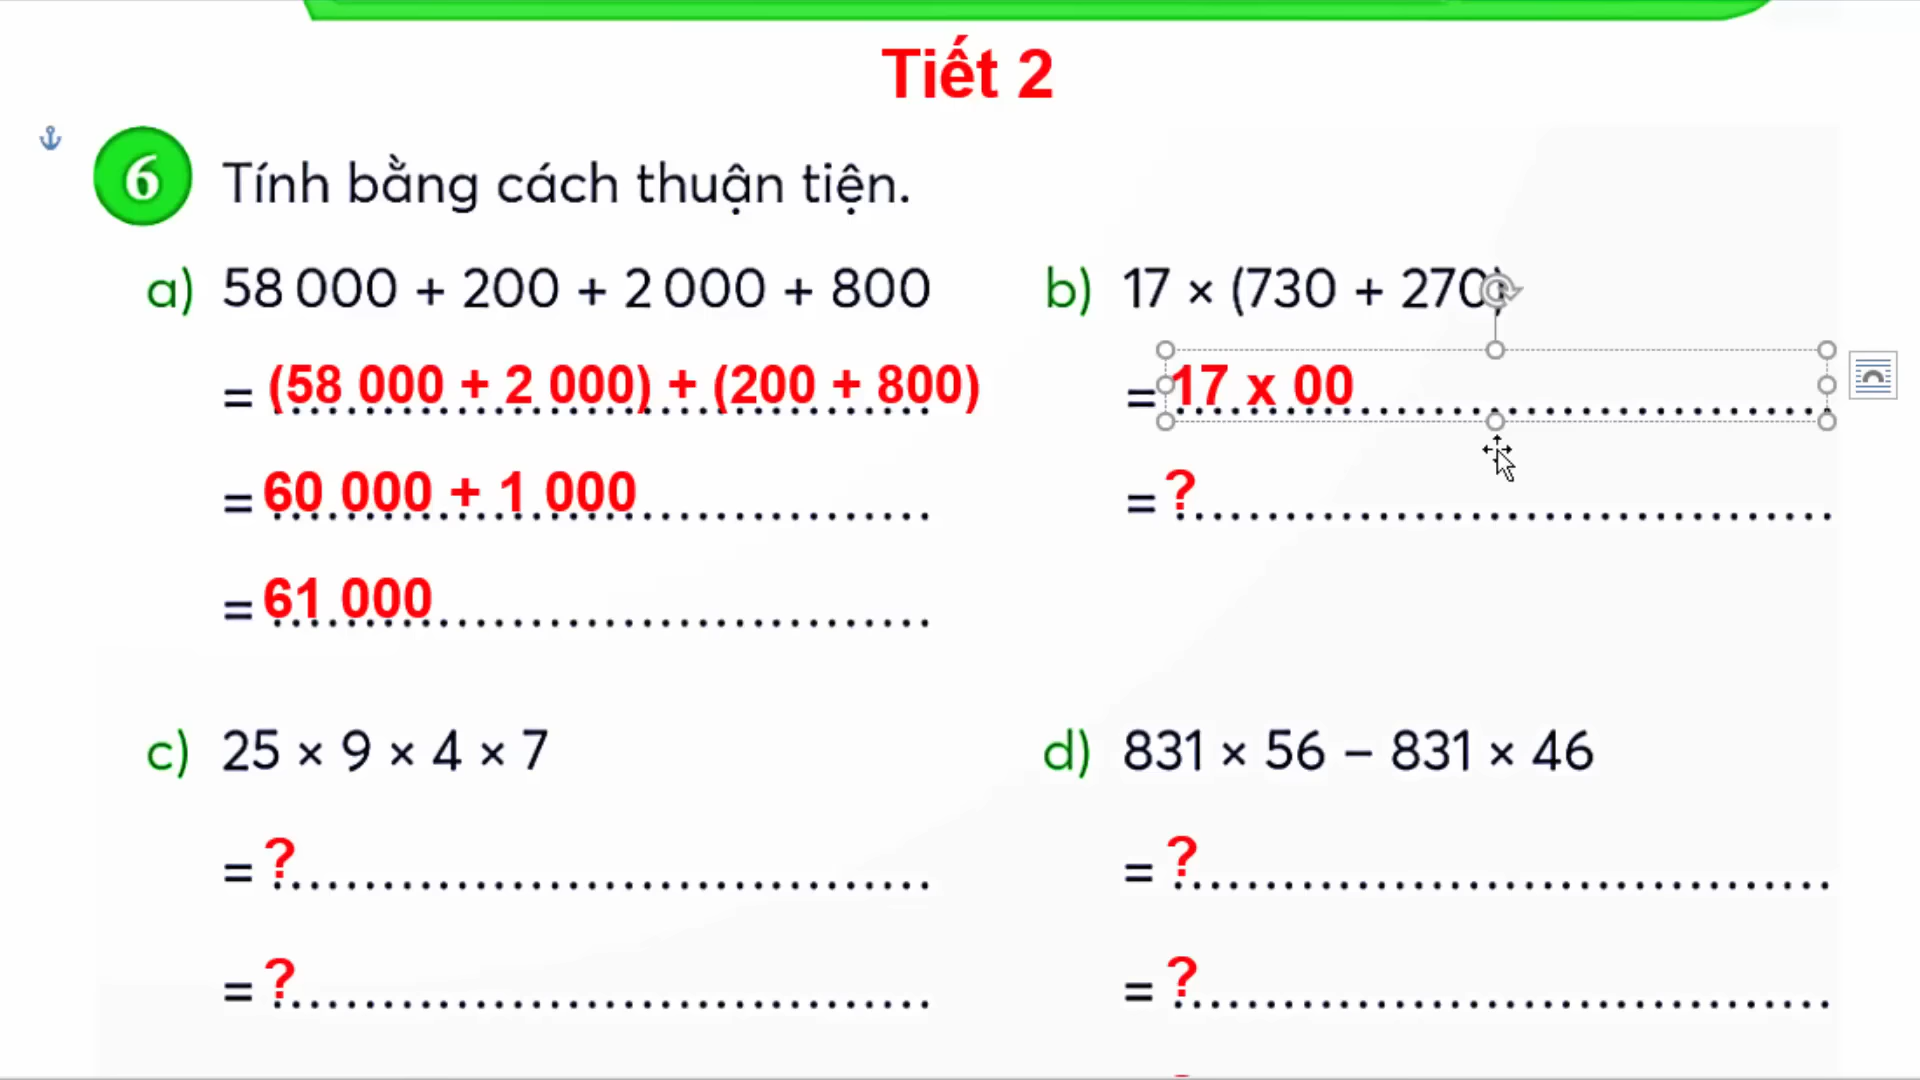 Tiết 2
6 Tính bằng cách thuận tiện.
a) 58 000 + 200 + 2 000 + 800
= (58 000 + 2 000) + (200 + 800)
= 60 000 + 1 000
= 61 000
b) 17 × (730 + 270)
= 17 x 00
= ?
c) 25 × 9 × 4 × 7
= ?
= ?
d) 831 × 56 – 831 × 46
= ?
= ?